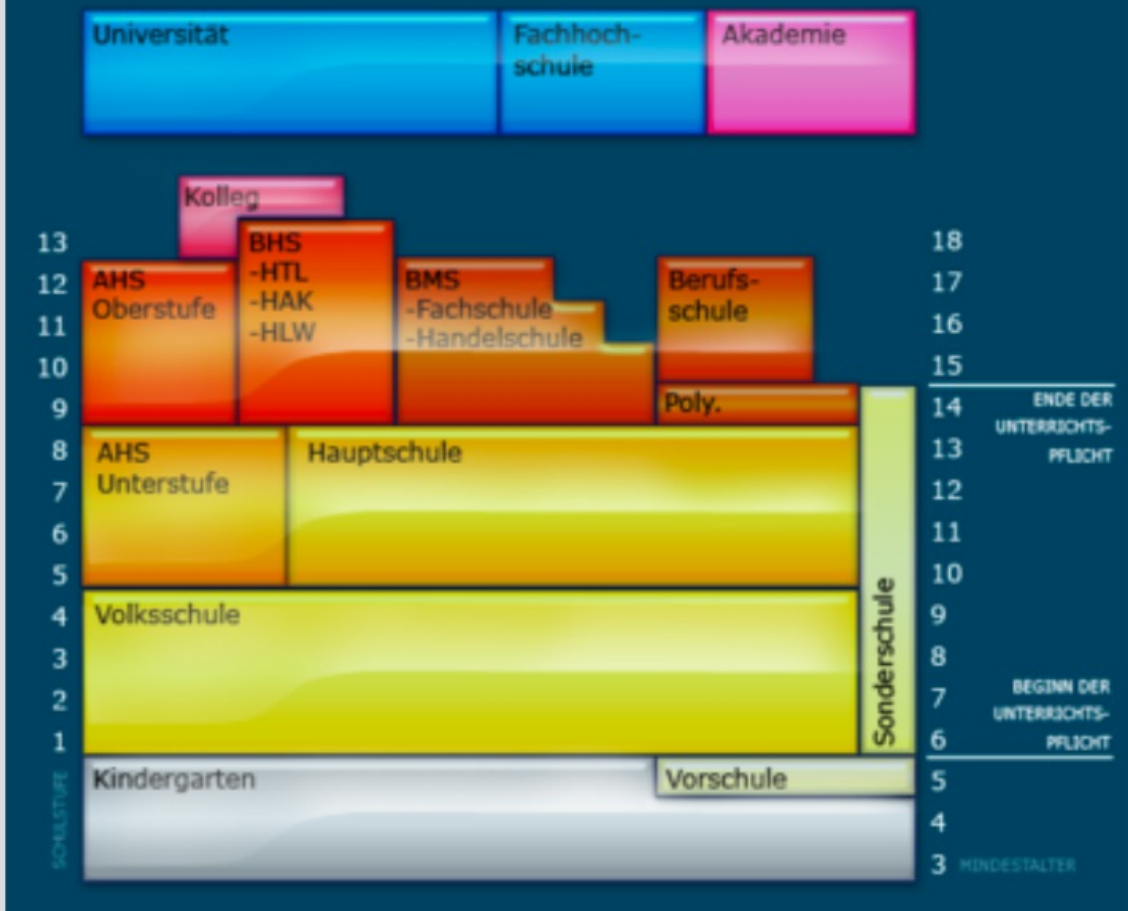 Universität
Fachhoch-
schule
Akademie
Kolleg
13
12
11
10
9
8
7
6
5
4
3
2
1
SCHULSTUFE
AHS
Oberstufe
BHS
-HTL
-HAK
-HLW
BMS
-Fachschule
-Handelschule
Berufs-
schule
Poly.
AHS
Unterstufe
Hauptschule
Volksschule
Sonderschule
Kindergarten
Vorschule
18
17
16
15
14
13
12
11
10
9
8
7
6
5
4
3 MINDESTALTER
ENDE DER
UNTERRICHTS-
PFLICHT
BEGINN DER
UNTERRICHTS-
PFLICHT